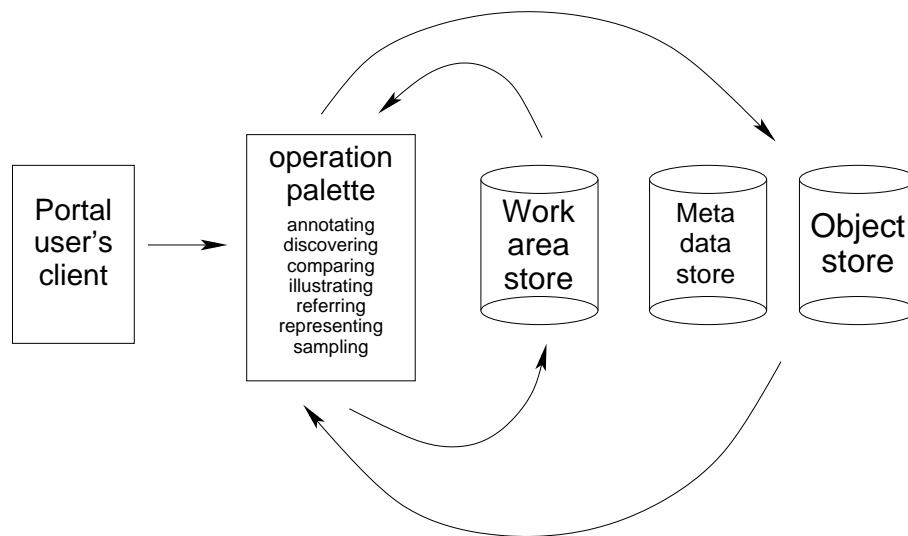 Portal
user's
client
operation
palette
annotating
discovering
comparing
illustrating
referring
representing
sampling
Work
area
store
Meta
data
store
Object
store